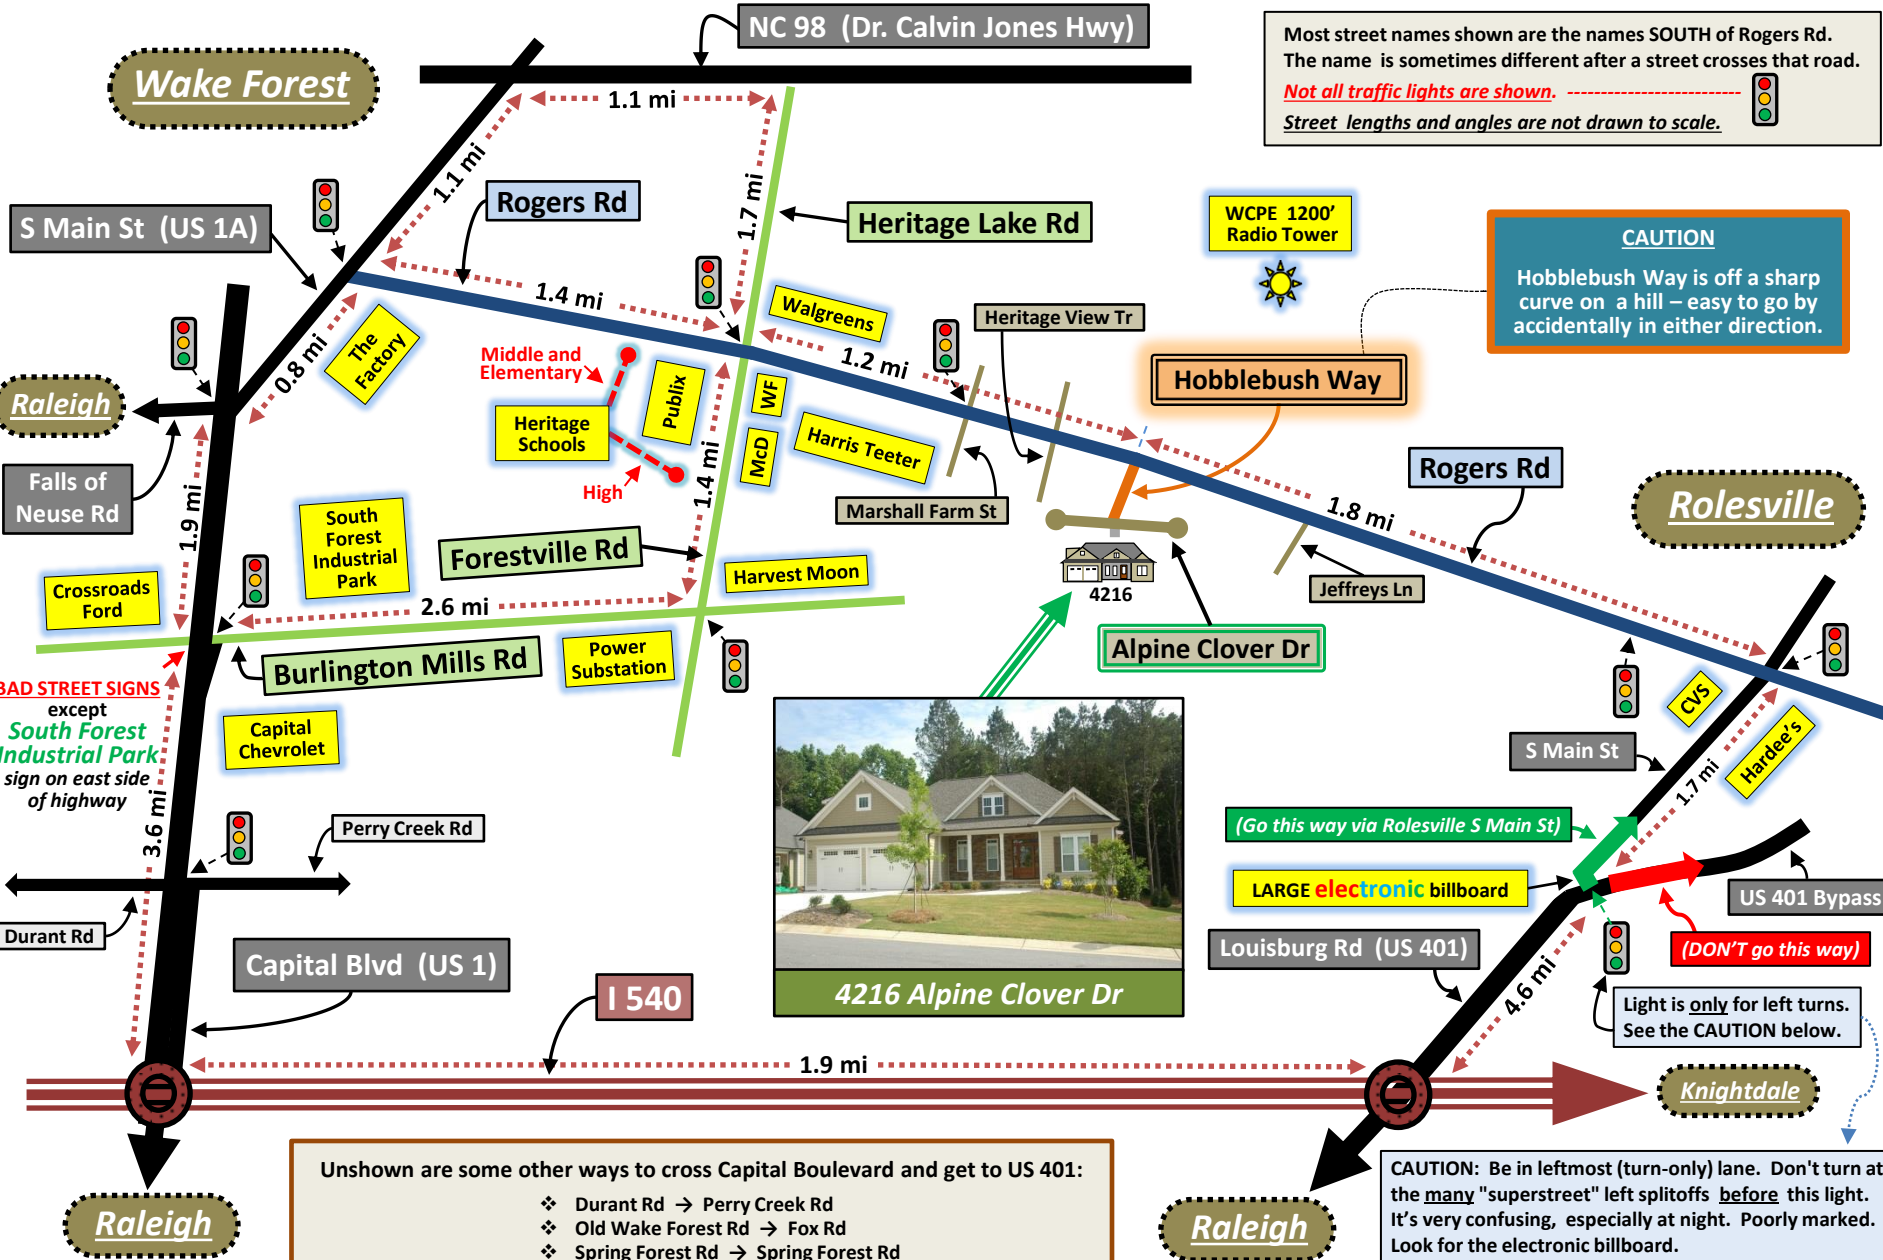 NC 98 (Dr. Calvin Jones Hwy)
Most street names shown are the names SOUTH of Rogers Rd.
The name is sometimes different after a street crosses that road.
Not all traffic lights are shown. --------------------------
Street lengths and angles are not drawn to scale.
Wake Forest
1.1 mi
1.1 mi
1.7 mi
S Main St (US 1A)
Rogers Rd
Heritage Lake Rd
WCPE 1200’
Radio Tower
CAUTION
Hobblebush Way is off a sharp
curve on a hill – easy to go by
accidentally in either direction.
1.4 mi
Walgreens
Heritage View Tr
1.2 mi
Hobblebush Way
The
Factory
0.8 mi
Middle and
Elementary
Publix
WF
McD
Harris Teeter
Heritage
Schools
High
1.4 mi
Raleigh
Falls of
Neuse Rd
1.9 mi
Marshall Farm St
Rogers Rd
1.8 mi
Rolesville
South
Forest
Industrial
Park
Forestville Rd
Harvest Moon
Crossroads
Ford
2.6 mi
4216
Jeffreys Ln
Alpine Clover Dr
Burlington Mills Rd
Power
Substation
BAD STREET SIGNS
except
South Forest
Industrial Park
sign on east side
of highway
Capital
Chevrolet
CVS
Hardee’s
S Main St
1.7 mi
3.6 mi
Perry Creek Rd
Durant Rd
(Go this way via Rolesville S Main St)
LARGE electronic billboard
US 401 Bypass
(DON’T go this way)
Capital Blvd (US 1)
I 540
4216 Alpine Clover Dr
Louisburg Rd (US 401)
4.6 mi
Light is only for left turns.
See the CAUTION below.
1.9 mi
Knightdale
Unshown are some other ways to cross Capital Boulevard and get to US 401:
❖ Durant Rd → Perry Creek Rd
❖ Old Wake Forest Rd → Fox Rd
❖ Spring Forest Rd → Spring Forest Rd
Raleigh
Raleigh
CAUTION: Be in leftmost (turn-only) lane. Don't turn at
the many "superstreet" left splitoffs before this light.
It’s very confusing, especially at night. Poorly marked.
Look for the electronic billboard.